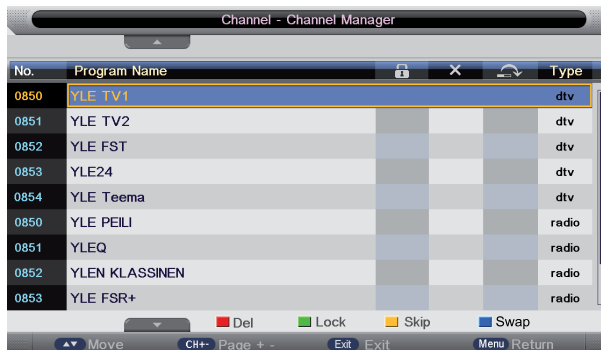 Channel - Channel Manager
No. Program Name Type
0850 YLE TV1 dtv
0851 YLE TV2 dtv
0852 YLE FST dtv
0853 YLE24 dtv
0854 YLE Teema dtv
0850 YLE PEILI radio
0851 YLEQ radio
0852 YLEN KLASSINEN radio
0853 YLE FSR+ radio
Del Lock Skip Swap
Move CH+- Page + - Exit Exit Menu Return